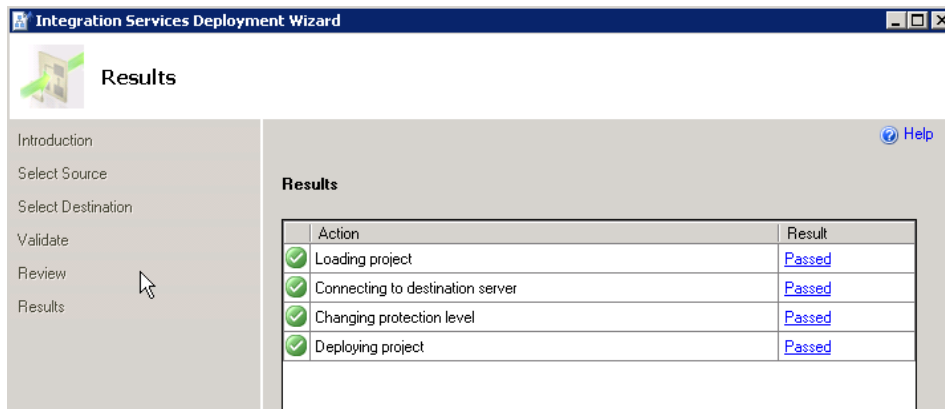 Integration Services Deployment Wizard
Results
Help
Introduction
Select Source
Select Destination
Validate
Review
Results
Results
Action Result
Loading project Passed
Connecting to destination server Passed
Changing protection level Passed
Deploying project Passed